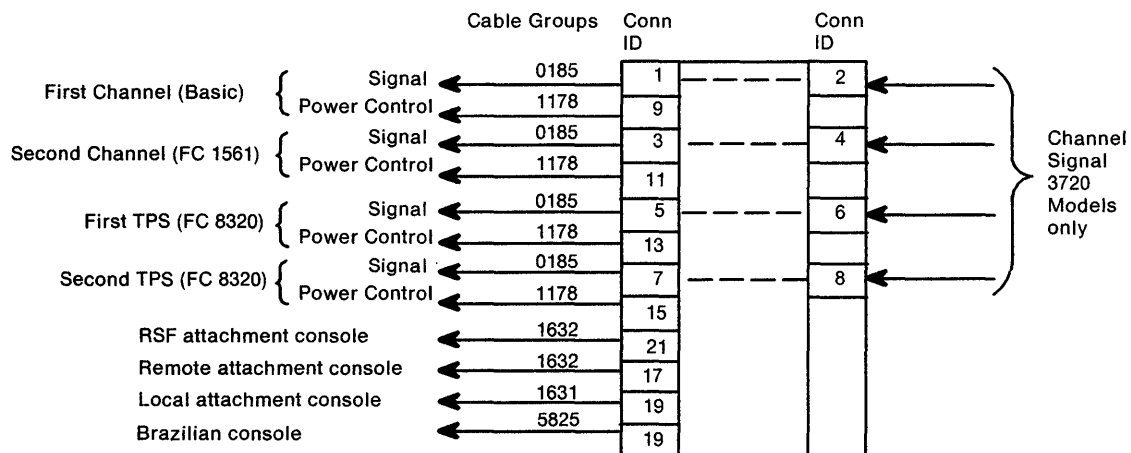 Cable Groups Conn ID Conn ID
First Channel (Basic) Signal 0185 1 2
Power Control 1178 9
Second Channel (FC 1561) Signal 0185 3 4
Power Control 1178 11
First TPS (FC 8320) Signal 0185 5 6
Power Control 1178 13
Second TPS (FC 8320) Signal 0185 7 8
Power Control 1178 15
RSF attachment console 1632 21
Remote attachment console 1632 17
Local attachment console 1631 19
Brazilian console 5825 19
Channel
Signal
3720
Models
only